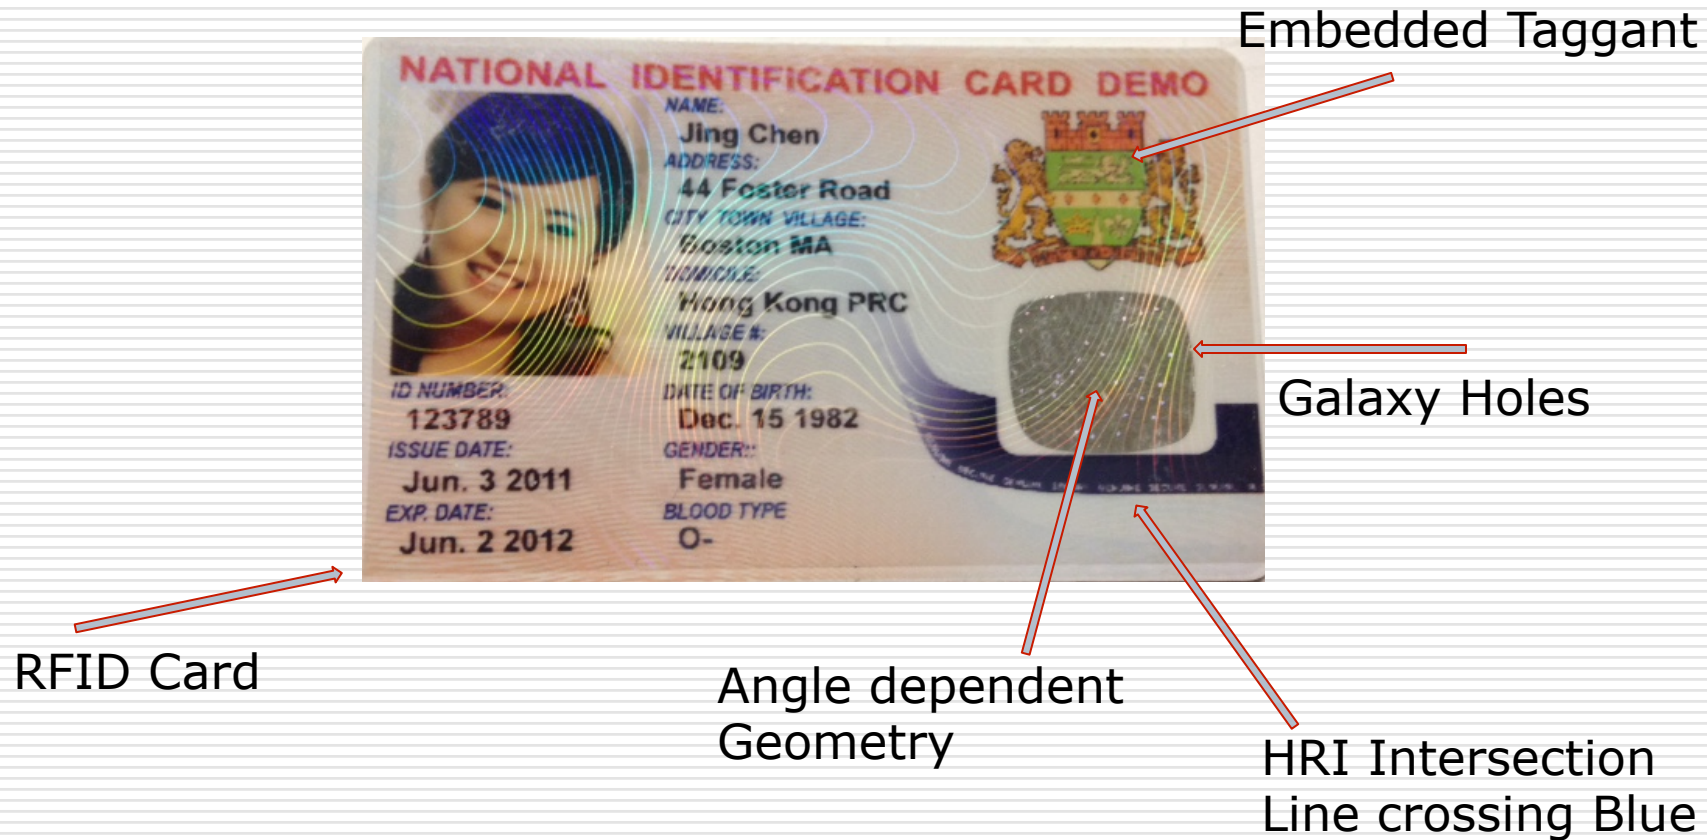 Embedded Taggant
NATIONAL IDENTIFICATION CARD DEMO
NAME:
Jing Chen
ADDRESS:
44 Foster Road
CITY TOWN VILLAGE:
Boston MA
DOMICILE:
Hong Kong PRC
VILLAGE #:
2109
ID NUMBER:
123789
DATE OF BIRTH:
Dec. 15 1982
ISSUE DATE:
Jun. 3 2011
GENDER::
Female
EXP. DATE:
Jun. 2 2012
BLOOD TYPE
O-
Galaxy Holes
RFID Card
Angle dependent
Geometry
HRI Intersection
Line crossing Blue